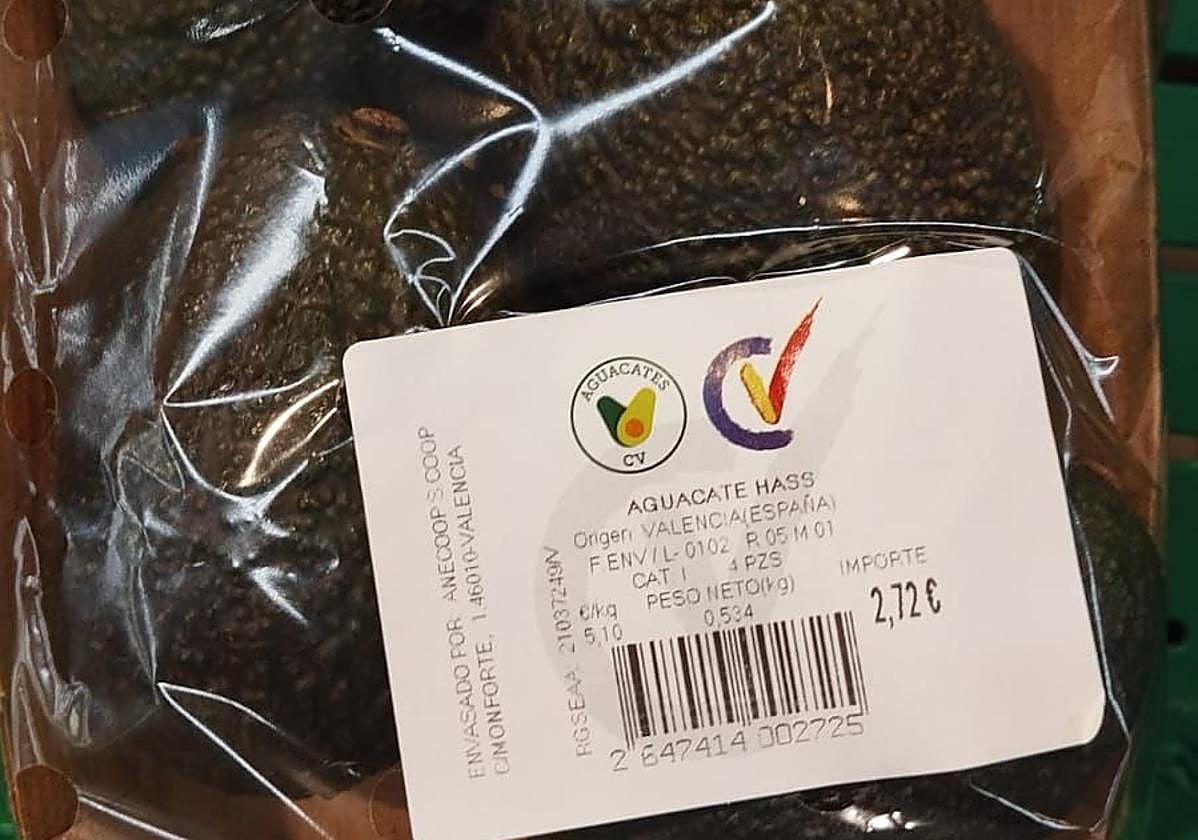 AGUACATES
CV
AGUACATE HASS
Origen VALENCIA(ESPAÑA)
F ENV / L- 0102 R 05 M 01
CAT I 4 PZS
€/kg PESO NETO(kg) IMPORTE
5,10 0,534 2,72 €
2 647414 002725
ENVASADO POR ANECOOP S COOP
C/MONFORTE, 1 46010-VALENCIA
RGSEAA: 21037249/V